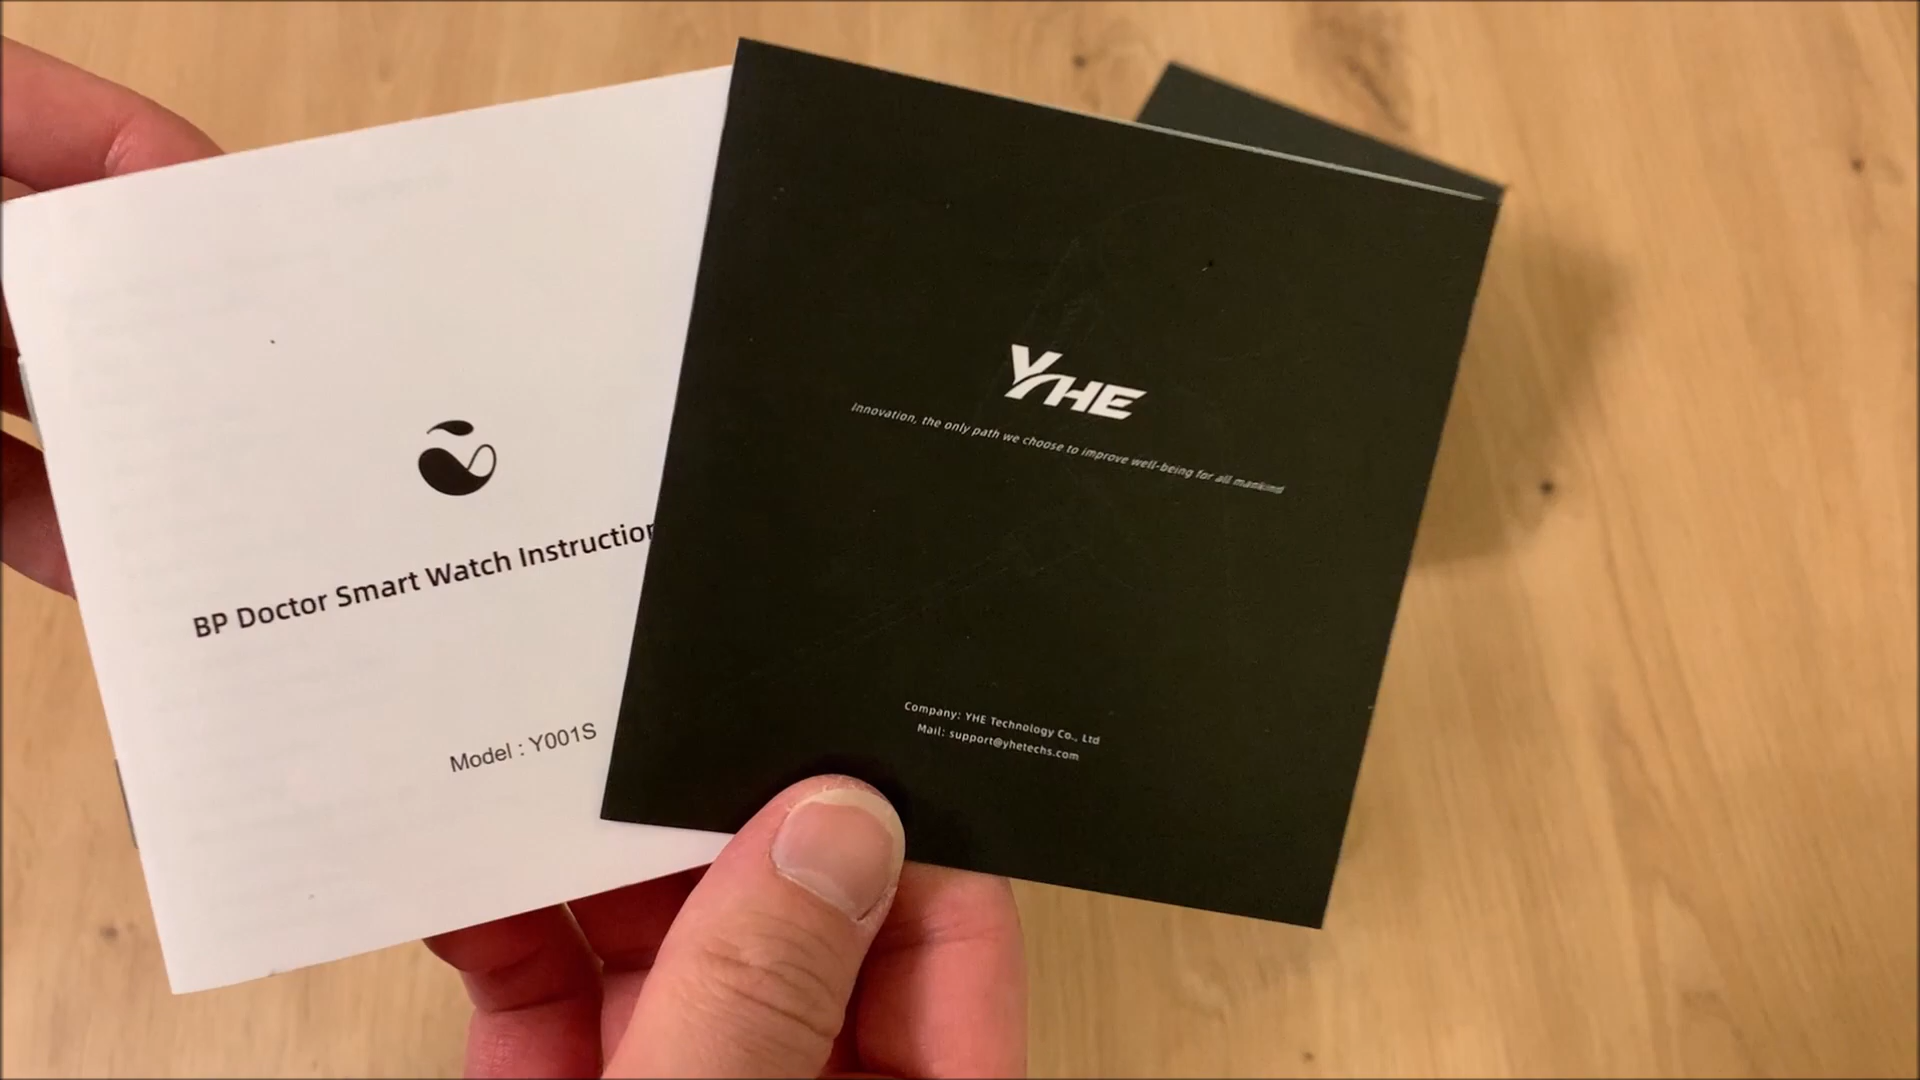 BP Doctor Smart Watch Instruction
Model : Y001S
YHE
Innovation, the only path we choose to improve well-being for all mankind
Company: YHE Technology Co., Ltd
Mail: support@yhetechs.com